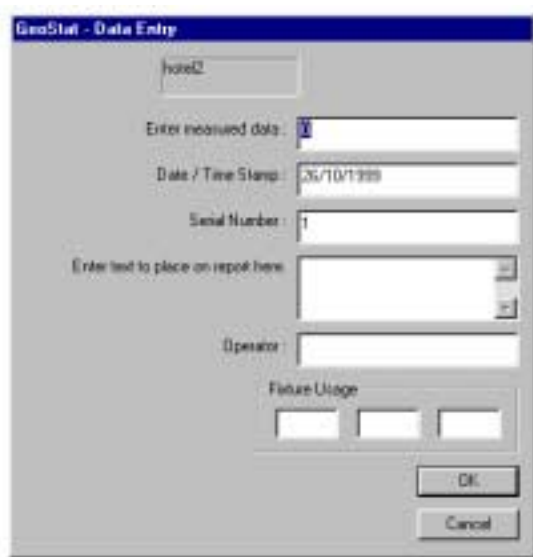 GeoStat - Data Entry
hotel2
Enter measured data : 0
Date / Time Stamp : 26/10/1999
Serial Number : 1
Enter text to place on report here.
Operator :
Fixture Usage
OK
Cancel